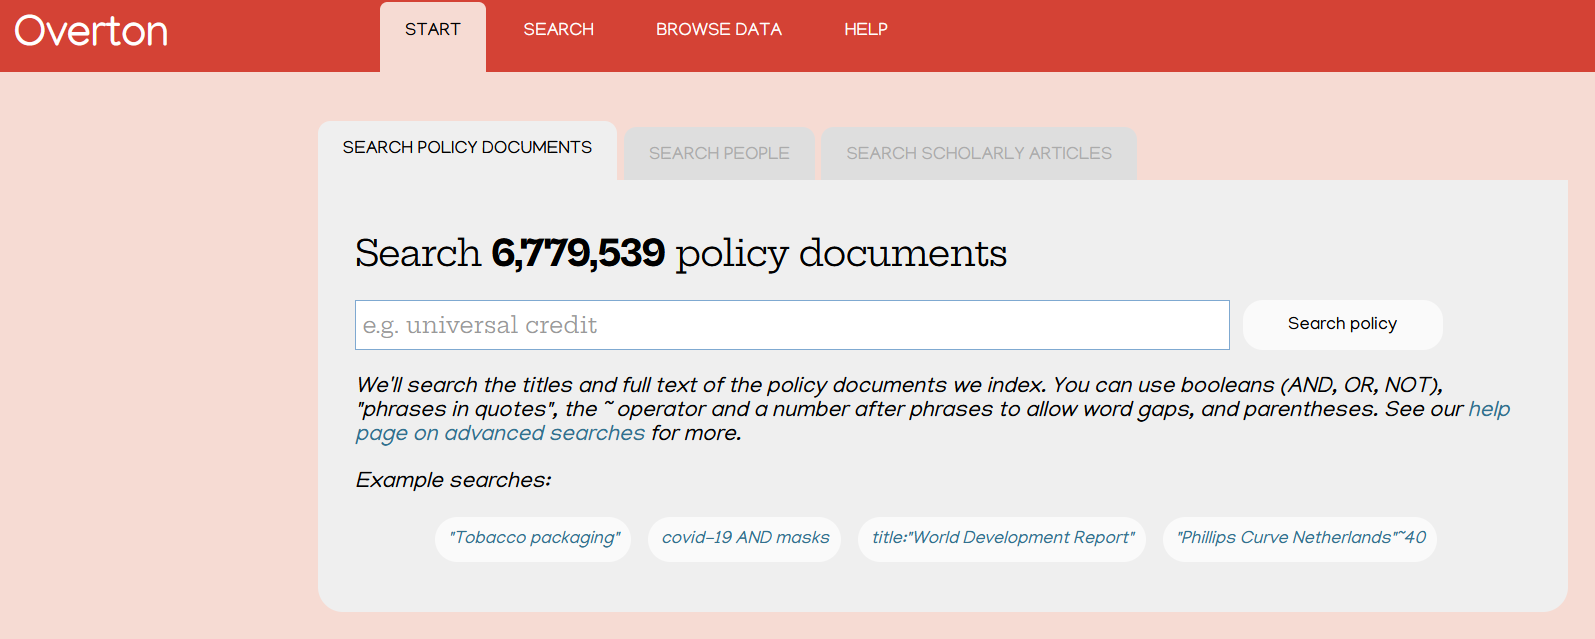 Overton
START
SEARCH
BROWSE DATA
HELP
SEARCH POLICY DOCUMENTS
SEARCH PEOPLE
SEARCH SCHOLARLY ARTICLES
Search 6,779,539 policy documents
e.g. universal credit
Search policy
We'll search the titles and full text of the policy documents we index. You can use booleans (AND, OR, NOT),
"phrases in quotes", the ~ operator and a number after phrases to allow word gaps, and parentheses. See our help
page on advanced searches for more.
Example searches:
"Tobacco packaging"
covid-19 AND masks
title:"World Development Report"
"Phillips Curve Netherlands"~40